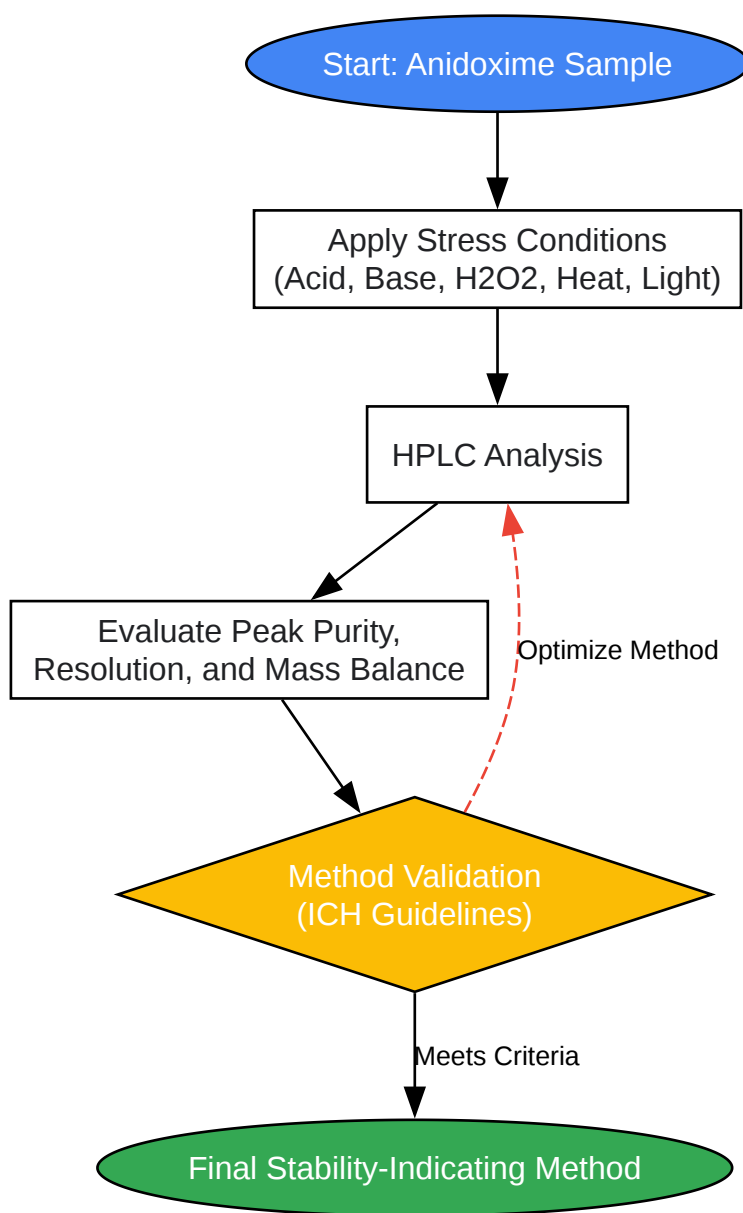 Start: Anidoxime Sample
Apply Stress Conditions
(Acid, Base, H2O2, Heat, Light)
HPLC Analysis
Evaluate Peak Purity,
Resolution, and Mass Balance
Optimize Method
Method Validation
(ICH Guidelines)
Meets Criteria
Final Stability-Indicating Method